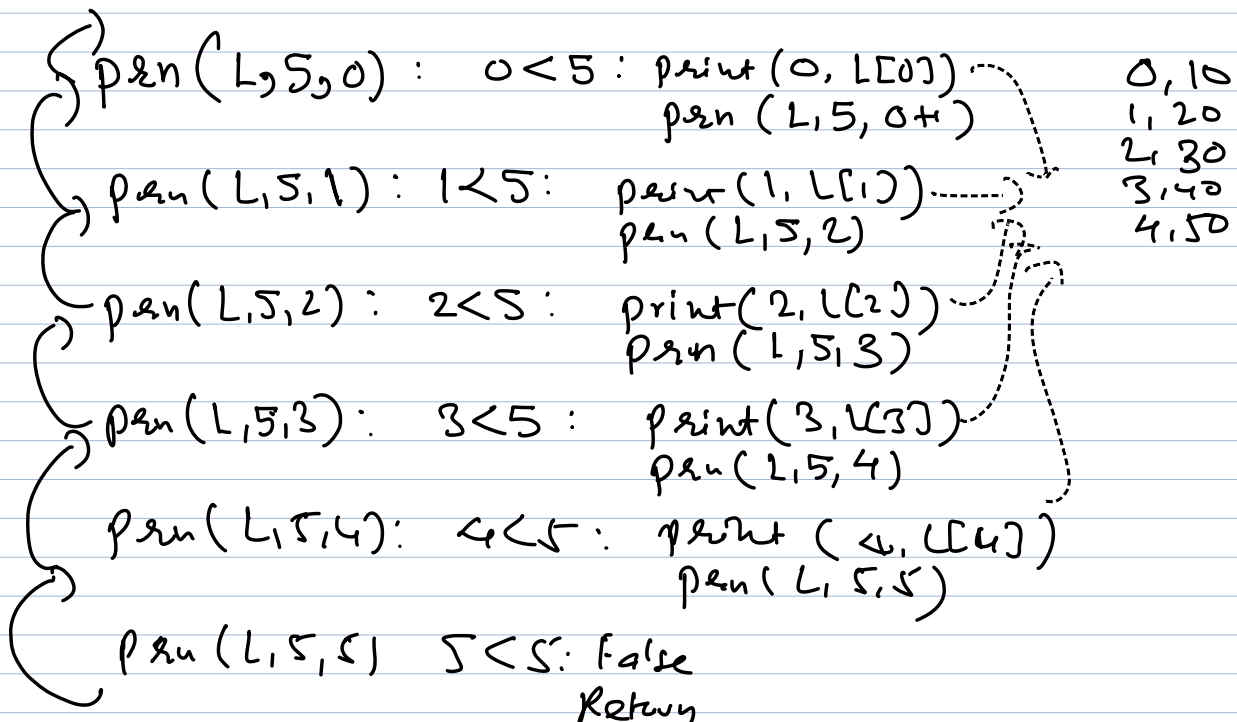 prn(L,5,0) : 0<5 : print(0, L[0]) 0,10
prn (L,5, 0+1) 1,20
2,30
prn(L,5,1) : 1<5: print(1, L[1]) 3,40
prn(L,5,2) 4,50
prn(L,5,2) : 2<5 : print(2, L[2])
prn(L,5,3)
prn(L,5,3): 3<5 : print(3, L[3])
prn(L,5,4)
prn(L,5,4): 4<5 : print (4, L[4])
prn(L, 5,5)
prn(L,5,5) 5<5: False
Return